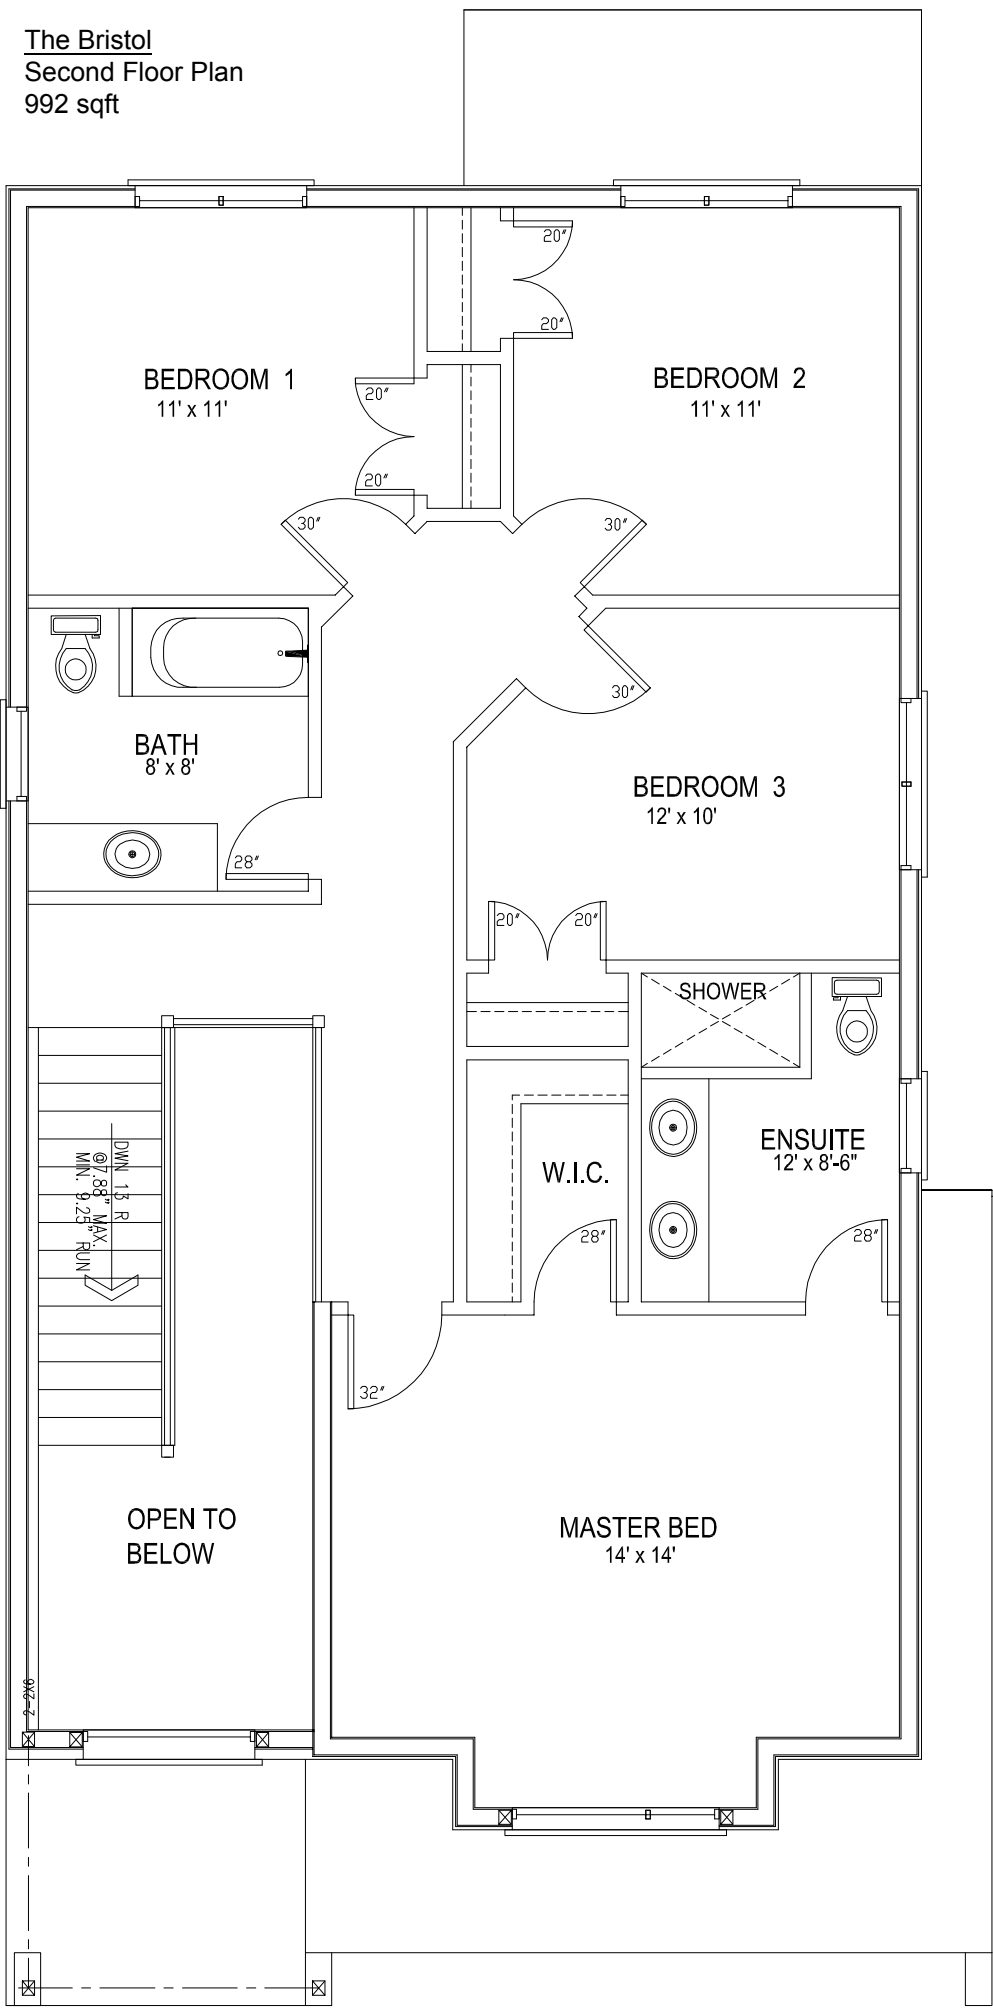 The Bristol
Second Floor Plan
992 sqft
20"
20"
BEDROOM 1
11' x 11'
BEDROOM 2
11' x 11'
20"
20"
30"
30"
30"
BATH
8' x 8'
BEDROOM 3
12' x 10'
28"
20"
20"
SHOWER
ENSUITE
12' x 8'-6"
W.I.C.
DWN 13 R
@7.88" MAX.
MIN. 9.25" RUN
28"
28"
32"
OPEN TO
BELOW
MASTER BED
14' x 14'
2-2X6